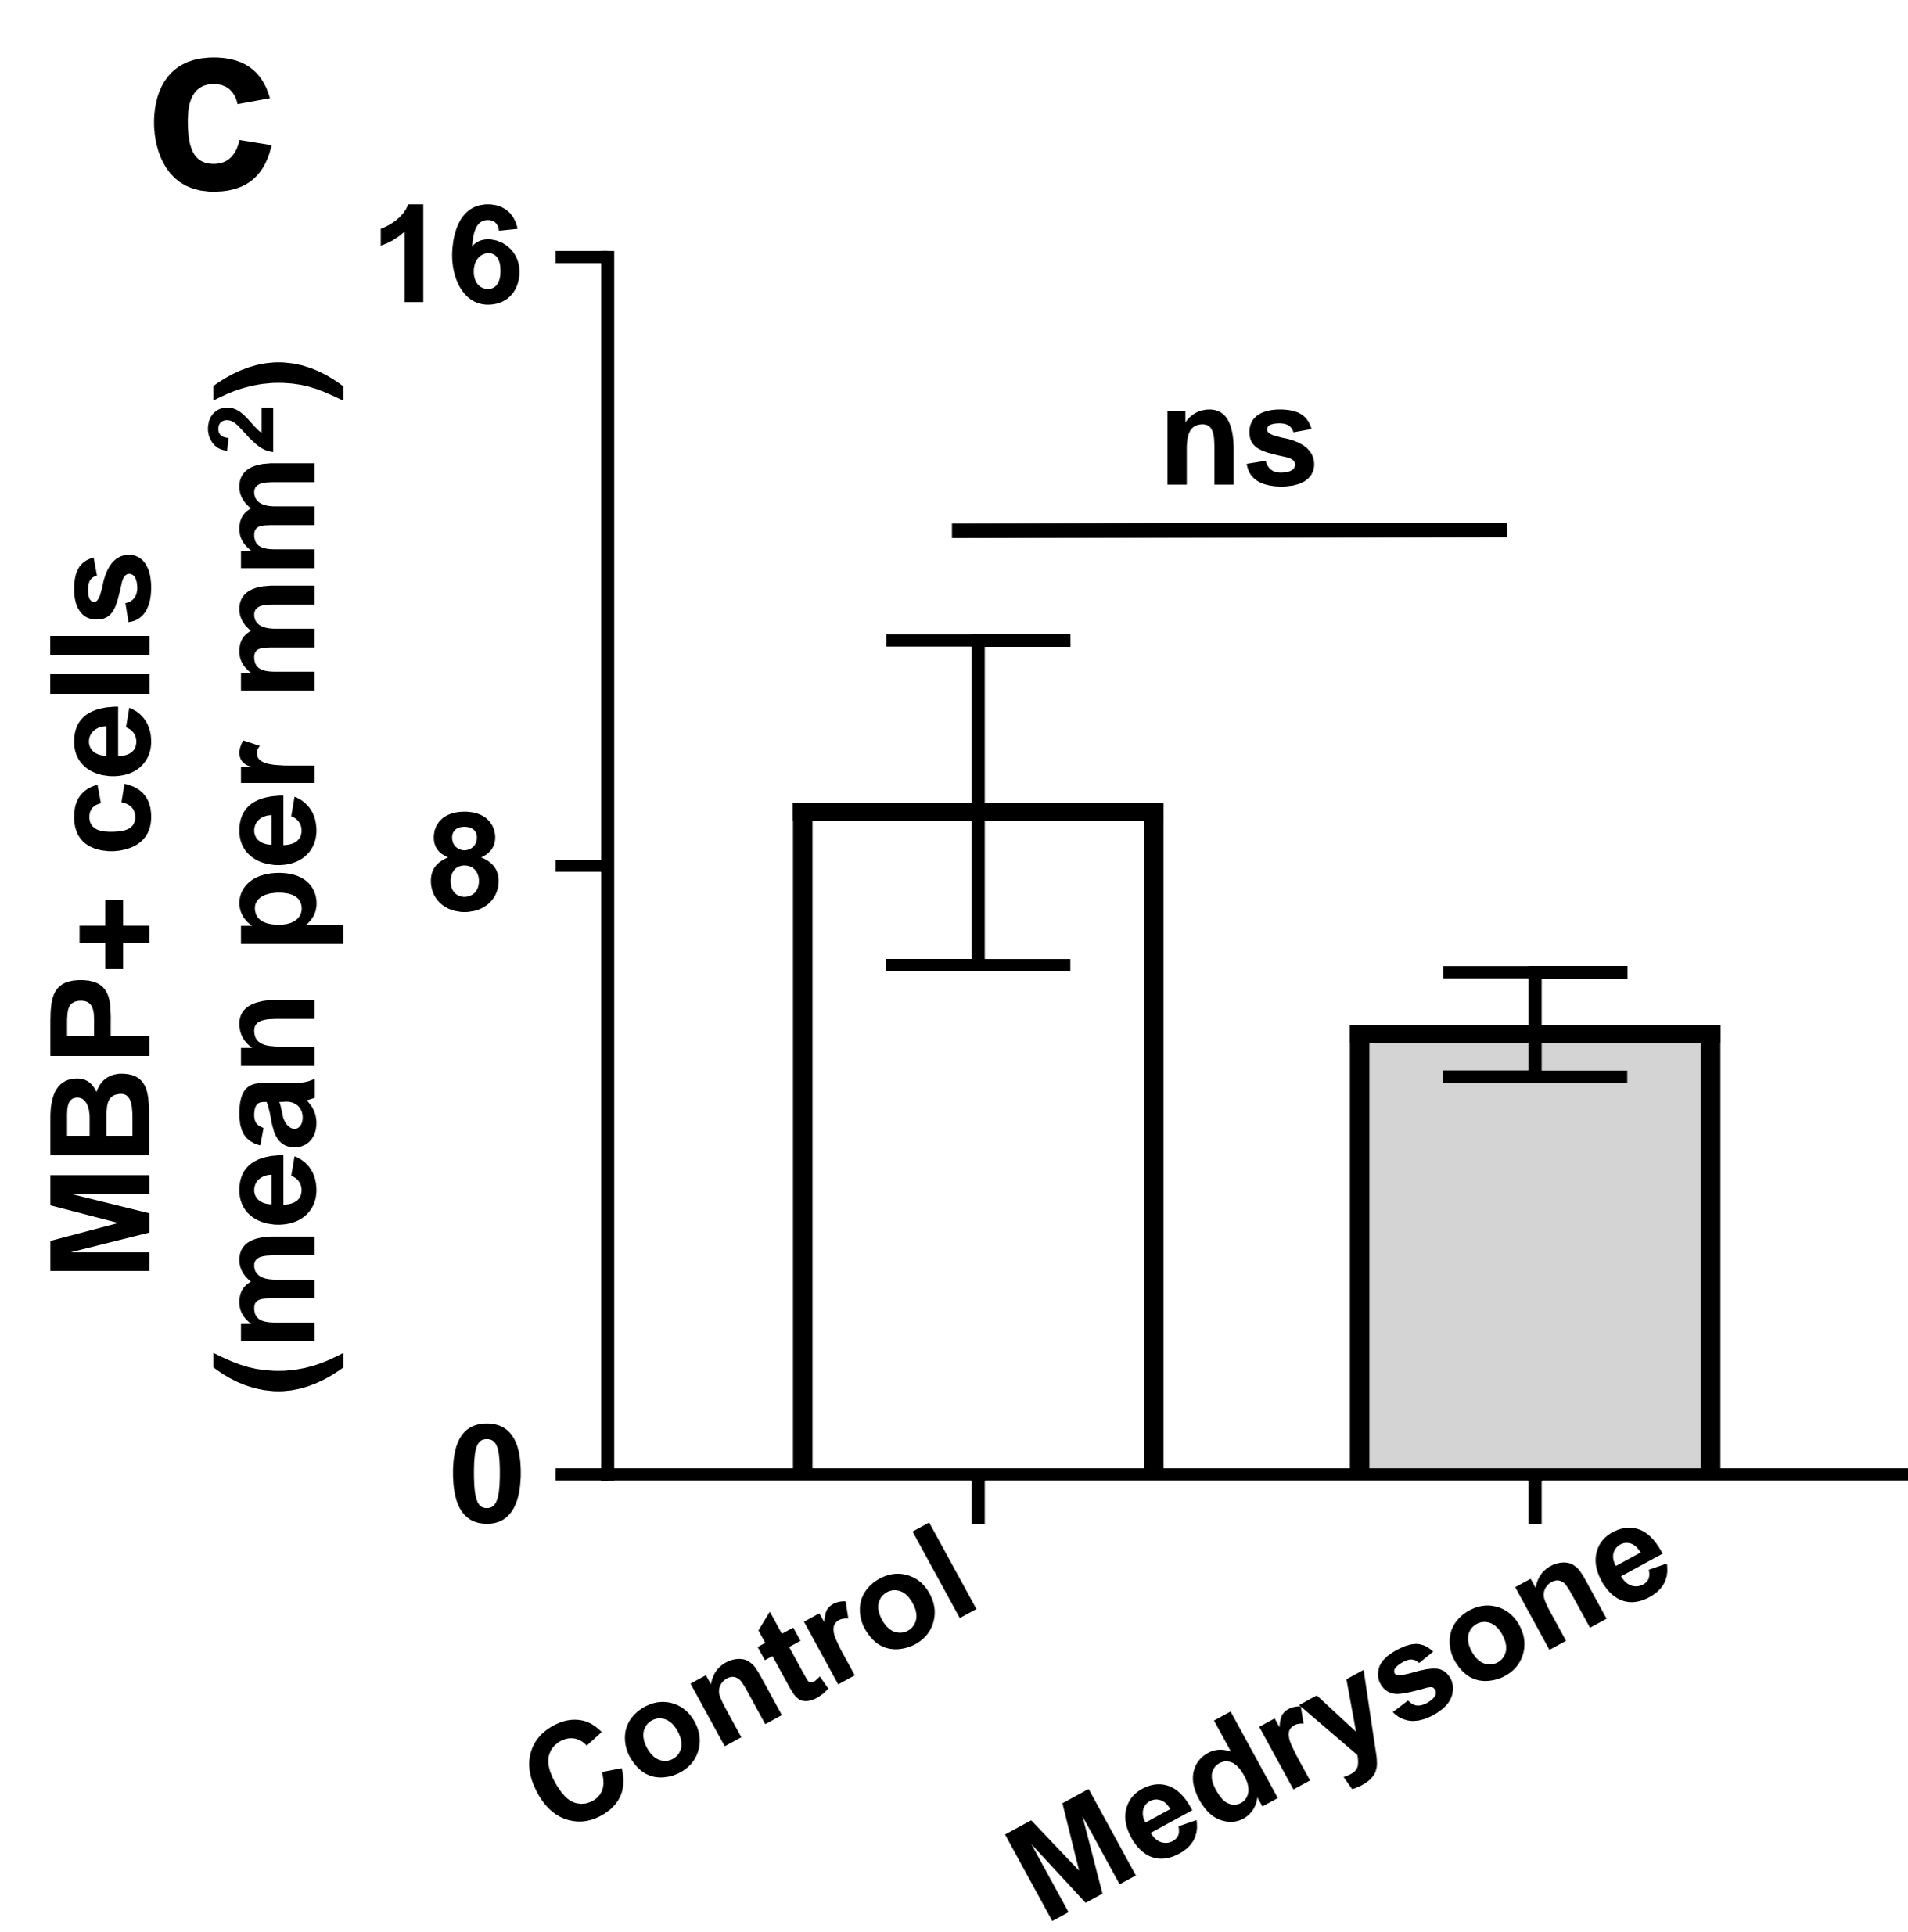 C
MBP+ cells
(mean per mm²)
16
8
0
ns
Control
Medrysone